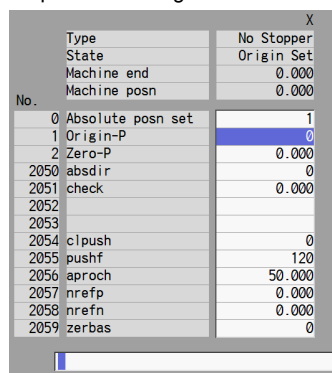 X
Type No Stopper
State Origin Set
Machine end 0.000
Machine posn 0.000
No.
0 Absolute posn set 1
1 Origin-P 0
2 Zero-P 0.000
2050 absdir 0
2051 check 0.000
2052
2053
2054 clpush 0
2055 pushf 120
2056 aproch 50.000
2057 nrefp 0.000
2058 nrefn 0.000
2059 zerbas 0